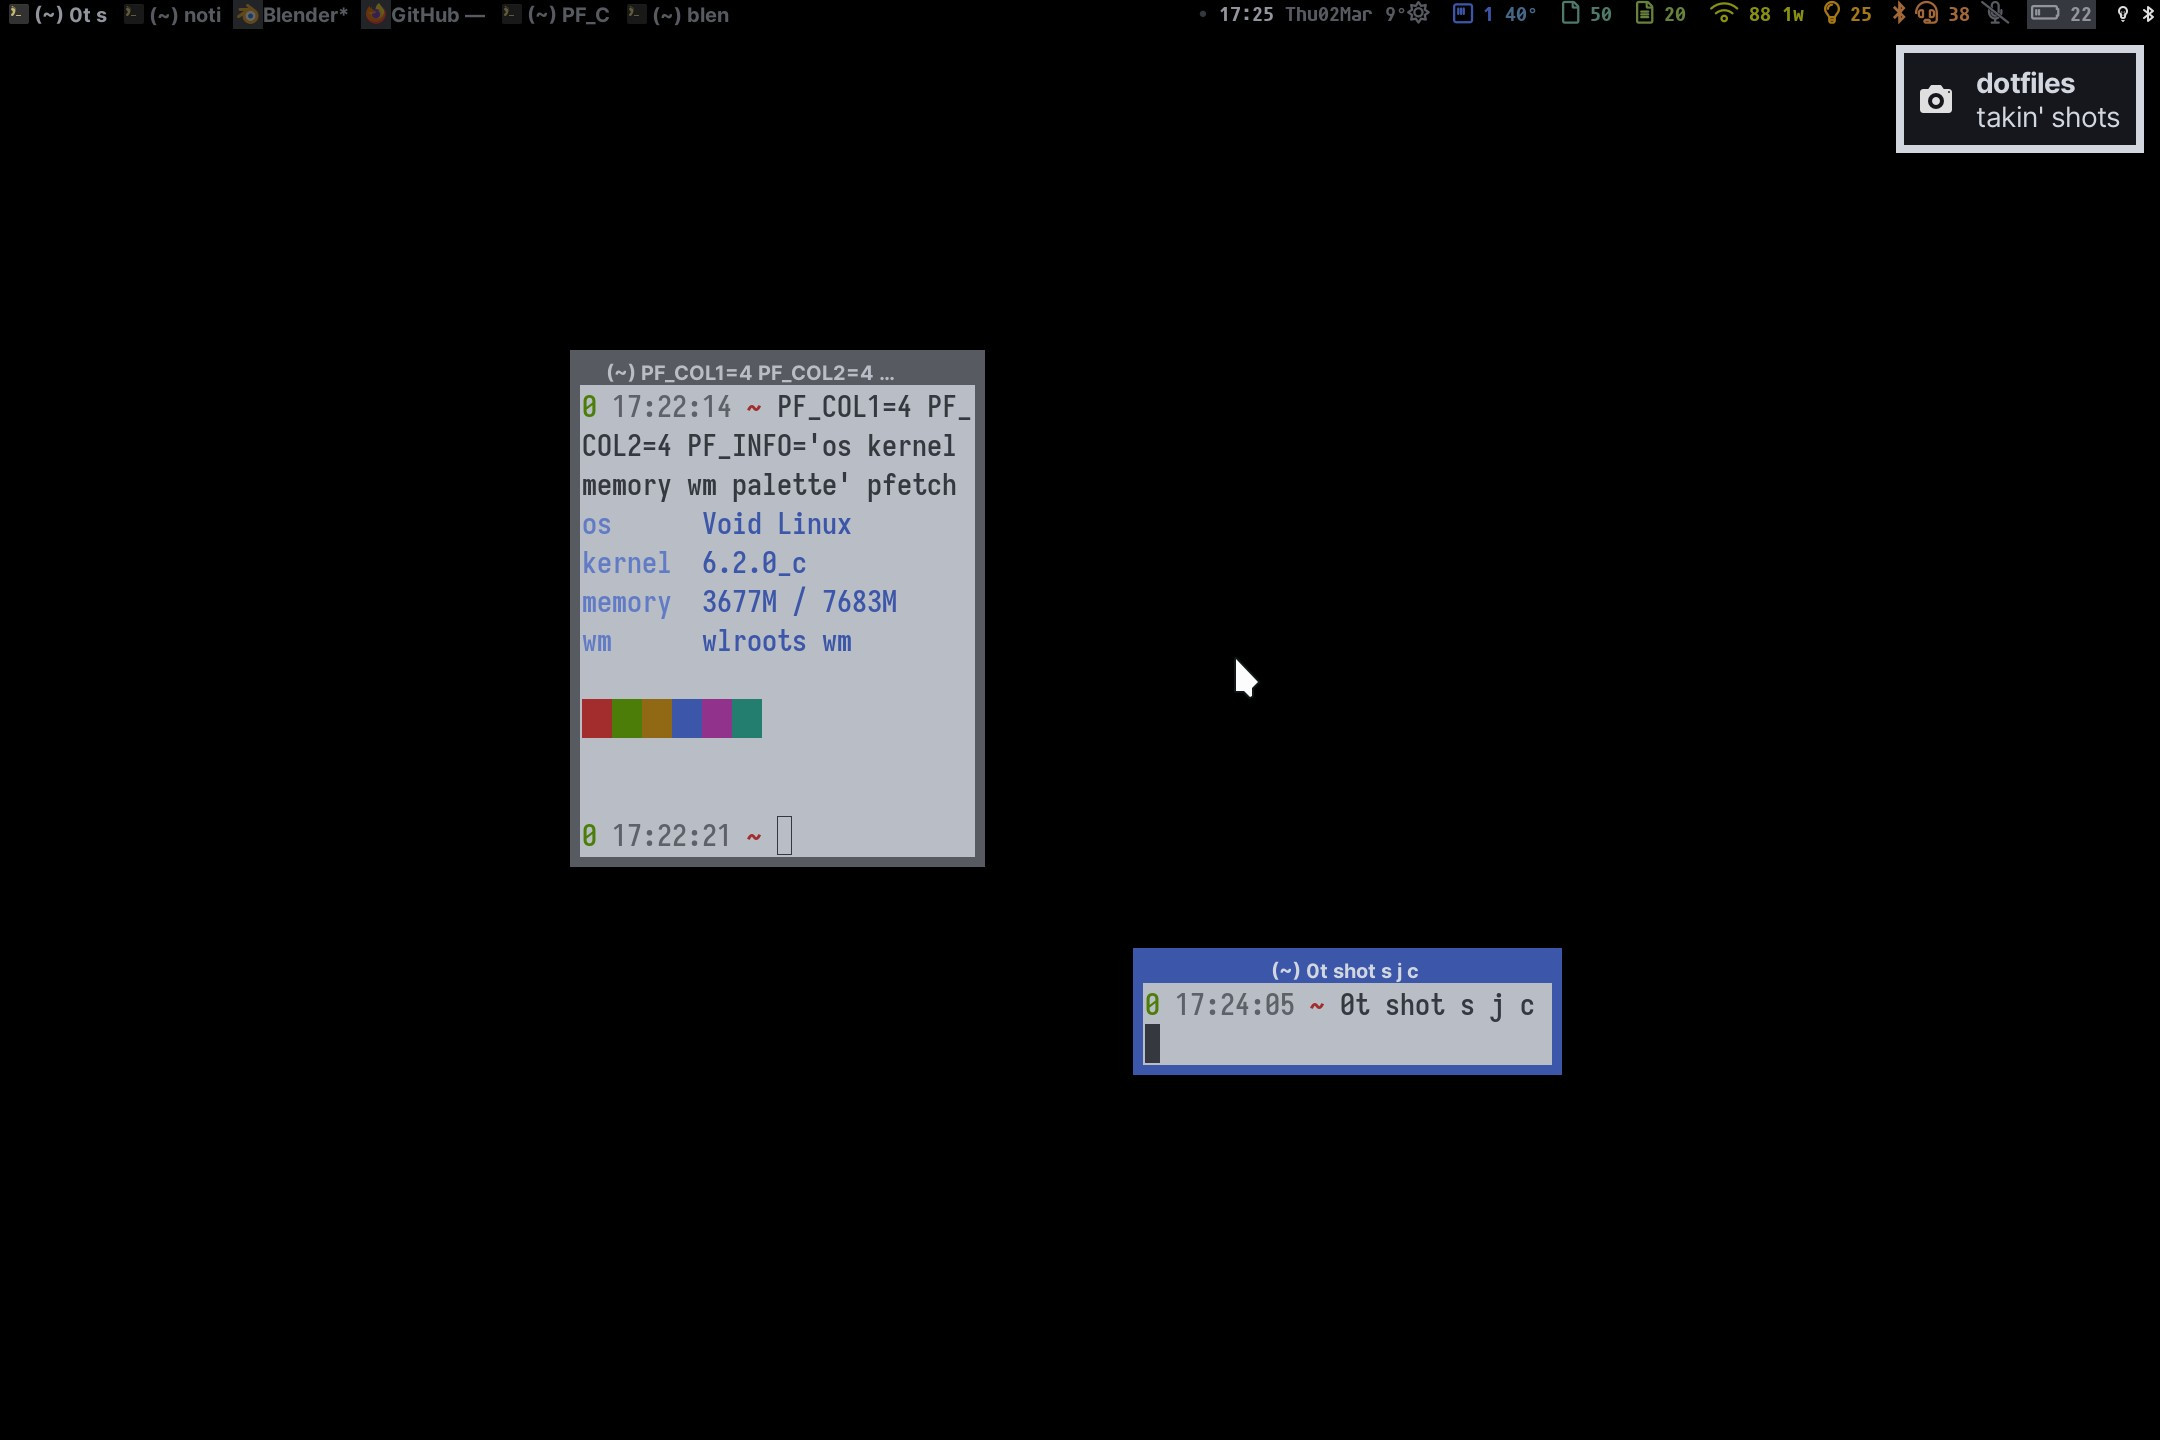 (~) 0t s (~) noti Blender* GitHub — (~) PF_C (~) blen 17:25 Thu02Mar 9° 1 40° 50 20 88 1w 25 38 22
dotfiles
takin' shots
(~) PF_COL1=4 PF_COL2=4 ...
0 17:22:14 ~ PF_COL1=4 PF_
COL2=4 PF_INFO='os kernel
memory wm palette' pfetch
os Void Linux
kernel 6.2.0_c
memory 3677M / 7683M
wm wlroots wm
0 17:22:21 ~
(~) 0t shot s j c
0 17:24:05 ~ 0t shot s j c